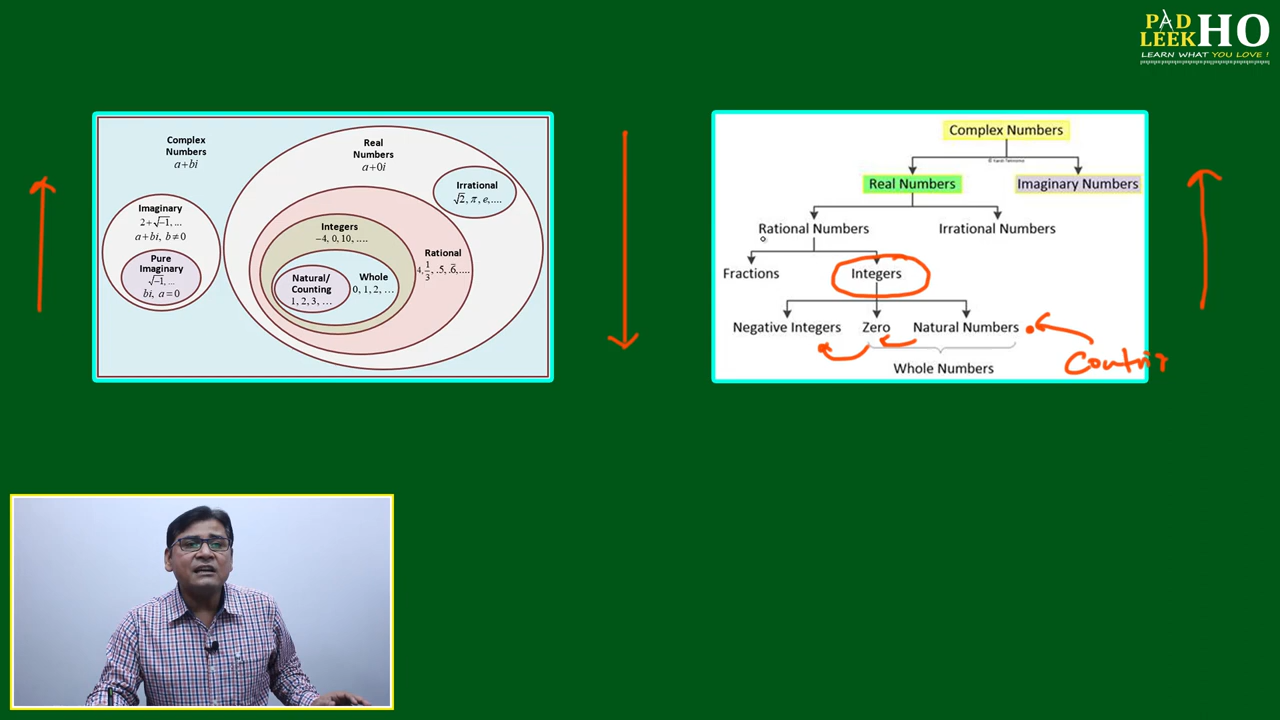 PAD
LEEKHO
LEARN WHAT YOU LOVE !
Complex
Numbers
a+bi
Real
Numbers
a+0i
Irrational
√2, π, e,....
Imaginary
2+√-1,...
a+bi, b≠0
Pure
Imaginary
√-1,...
bi, a=0
Integers
-4, 0, 10, ....
Rational
4, 1/3, .5, .6̅,....
Natural/
Counting
1, 2, 3, ...
Whole
0, 1, 2, ...
Complex Numbers
Real Numbers
Imaginary Numbers
Rational Numbers
Irrational Numbers
Fractions
Integers
Negative Integers
Zero
Natural Numbers
Whole Numbers